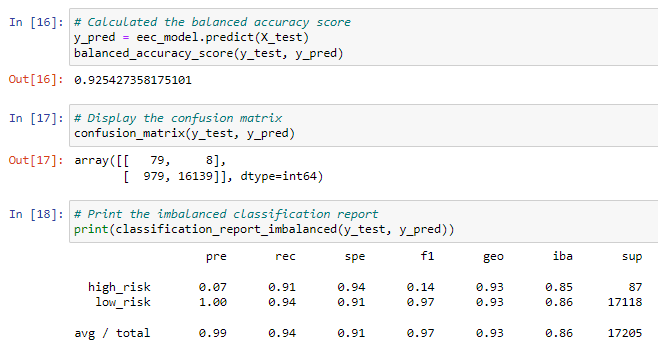 In [16]: # Calculated the balanced accuracy score
y_pred = eec_model.predict(X_test)
balanced_accuracy_score(y_test, y_pred)
Out[16]: 0.925427358175101
In [17]: # Display the confusion matrix
confusion_matrix(y_test, y_pred)
Out[17]: array([[   79,     8],
       [  979, 16139]], dtype=int64)
In [18]: # Print the imbalanced classification report
print(classification_report_imbalanced(y_test, y_pred))
pre rec spe f1 geo iba sup
high_risk 0.07 0.91 0.94 0.14 0.93 0.85 87
low_risk 1.00 0.94 0.91 0.97 0.93 0.86 17118
avg / total 0.99 0.94 0.91 0.97 0.93 0.86 17205